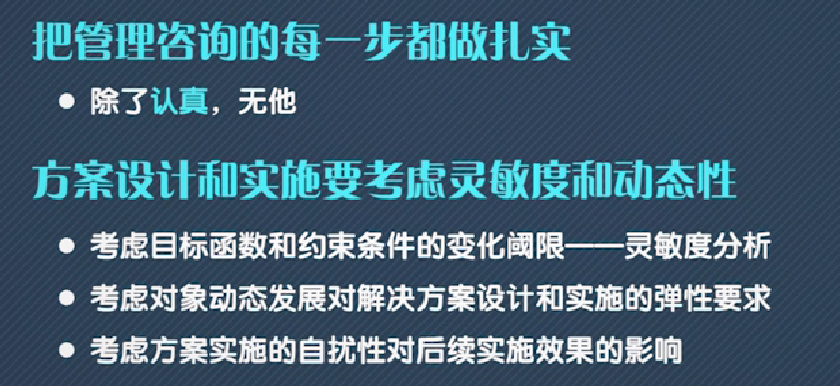 把管理咨询的每一步都做扎实
• 除了认真，无他
方案设计和实施要考虑灵敏度和动态性
• 考虑目标函数和约束条件的变化阈限——灵敏度分析
• 考虑对象动态发展对解决方案设计和实施的弹性要求
• 考虑方案实施的自扰性对后续实施效果的影响